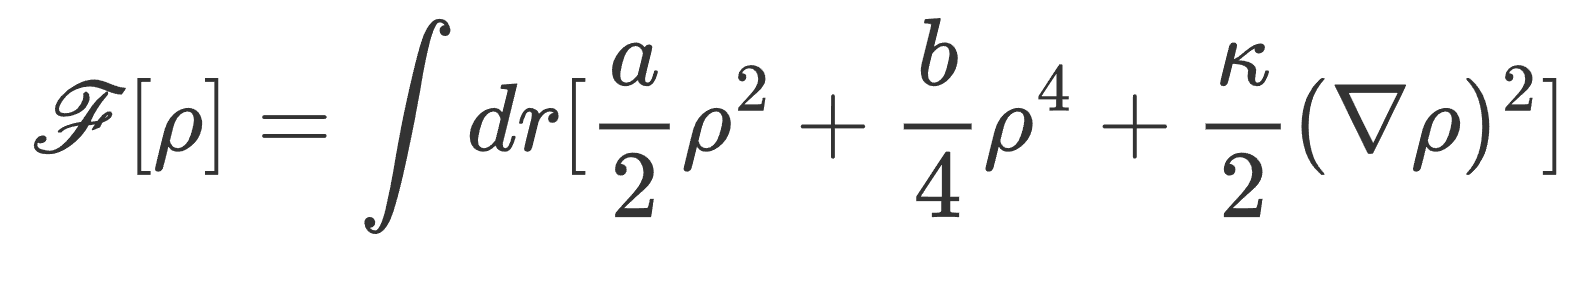 ℱ[ρ] = ∫ dr[a/2 ρ² + b/4 ρ⁴ + κ/2 (∇ρ)²]